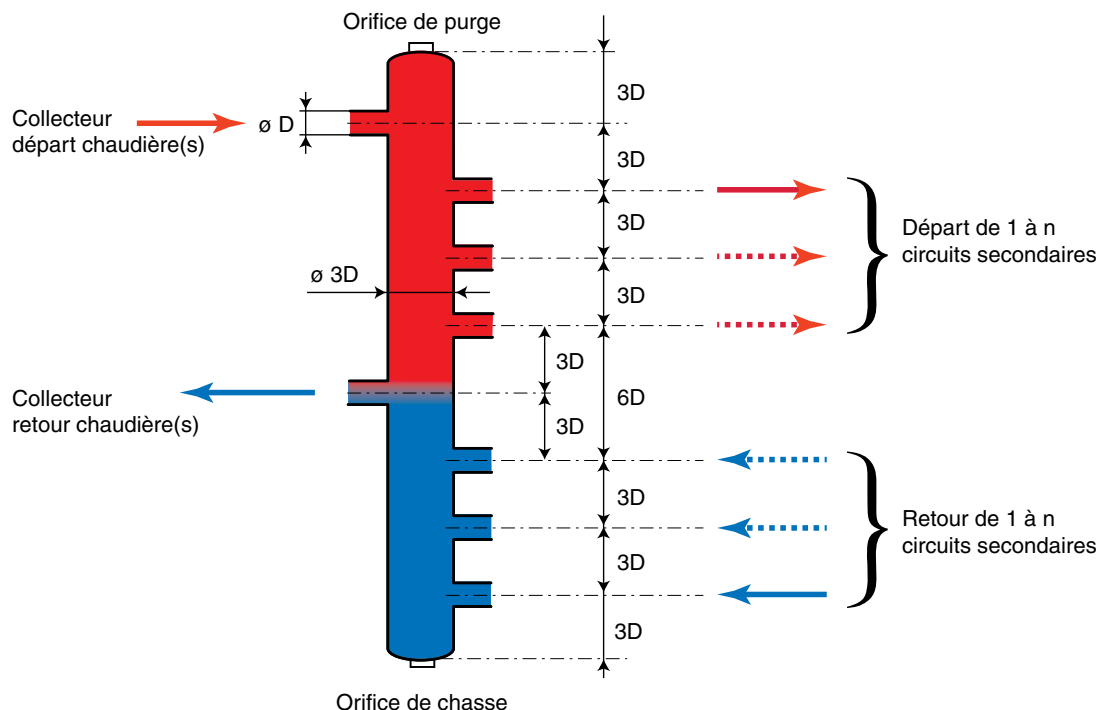 Orifice de purge
3D
Collecteur
départ chaudière(s)
ø D
3D
3D
Départ de 1 à n
circuits secondaires
ø 3D
3D
3D
6D
Collecteur
retour chaudière(s)
3D
3D
Retour de 1 à n
circuits secondaires
3D
3D
Orifice de chasse